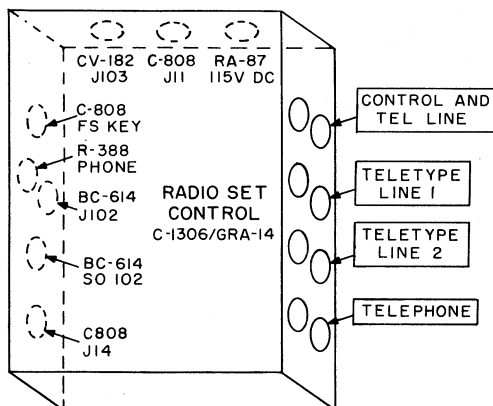 CV-182
J103
C-808
J11
RA-87
115V DC
C-808
FS KEY
R-388
PHONE
BC-614
J102
BC-614
SO 102
C808
J14
RADIO SET
CONTROL
C-1306/GRA-14
CONTROL AND
TEL LINE
TELETYPE
LINE 1
TELETYPE
LINE 2
TELEPHONE